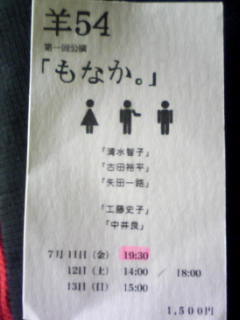 羊54
第一回公演
「もなか。」
「清水智子」
「古田裕平」
「矢田一路」
「工藤史子」
「中井良」
7月11日（金） 19:30
12日（土） 14:00 / 18:00
13日（日） 15:00
1,500円